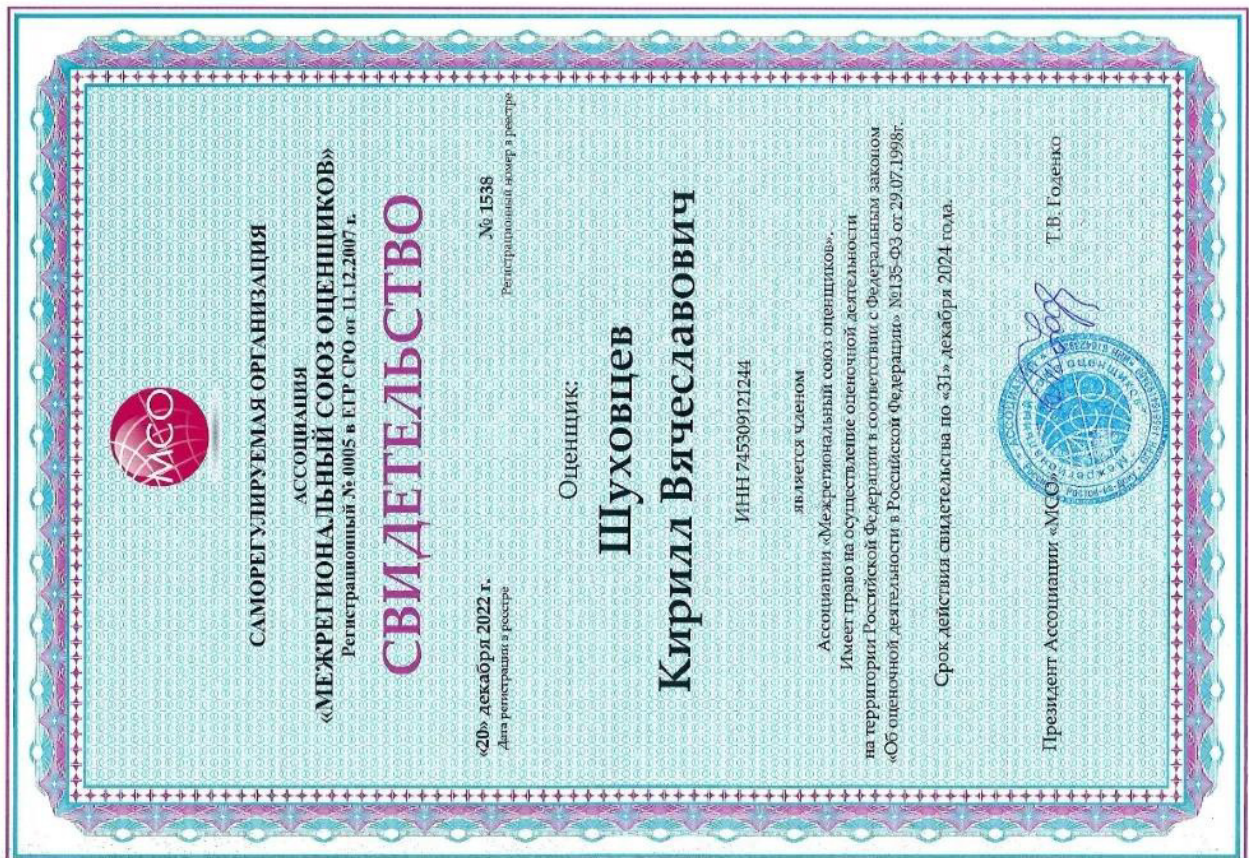 МСО
САМОРЕГУЛИРУЕМАЯ ОРГАНИЗАЦИЯ
АССОЦИАЦИЯ
«МЕЖРЕГИОНАЛЬНЫЙ СОЮЗ ОЦЕНЩИКОВ»
Регистрационный № 0005 в ЕГР СРО от 11.12.2007 г.
СВИДЕТЕЛЬСТВО
«20» декабря 2022 г. № 1538
Дата регистрации в реестре Регистрационный номер в реестре
Оценщик:
Шуховцев
Кирилл Вячеславович
ИНН 745309121244
является членом
Ассоциации «Межрегиональный союз оценщиков».
Имеет право на осуществление оценочной деятельности
на территории Российской Федерации в соответствии с Федеральным законом
«Об оценочной деятельности в Российской Федерации» №135-ФЗ от 29.07.1998г.
Срок действия свидетельства по «31» декабря 2024 года.
Президент Ассоциации «МСО» Т.В. Годенко